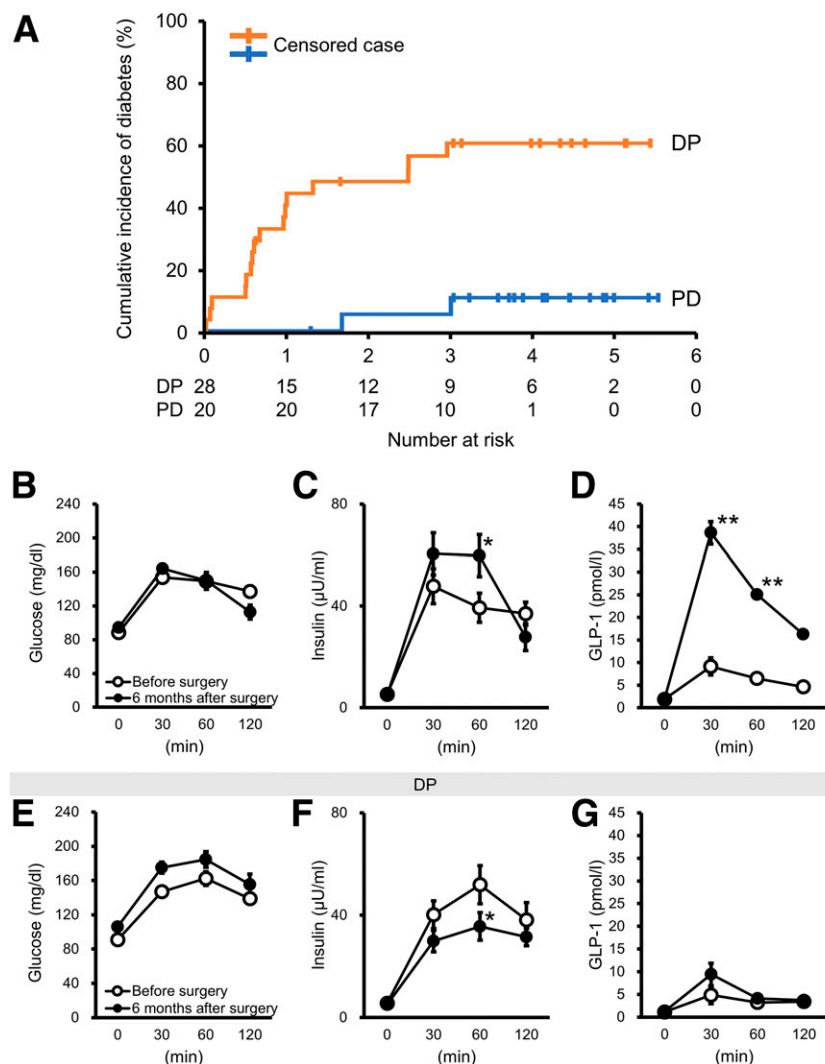 A
Cumulative incidence of diabetes (%)
100
80
60
40
20
0
Censored case
DP
PD
0 1 2 3 4 5 6
DP 28 15 12 9 6 2 0
PD 20 20 17 10 1 0 0
Number at risk
B
Glucose (mg/dl)
240
200
160
120
80
40
0
Before surgery
6 months after surgery
0 30 60 120
(min)
C
Insulin (µU/ml)
80
40
0
*
0 30 60 120
(min)
D
GLP-1 (pmol/l)
45
40
35
30
25
20
15
10
5
0
**
**
0 30 60 120
(min)
DP
E
Glucose (mg/dl)
240
200
160
120
80
40
0
Before surgery
6 months after surgery
0 30 60 120
(min)
F
Insulin (µU/ml)
80
40
0
*
0 30 60 120
(min)
G
GLP-1 (pmol/l)
45
40
35
30
25
20
15
10
5
0
0 30 60 120
(min)